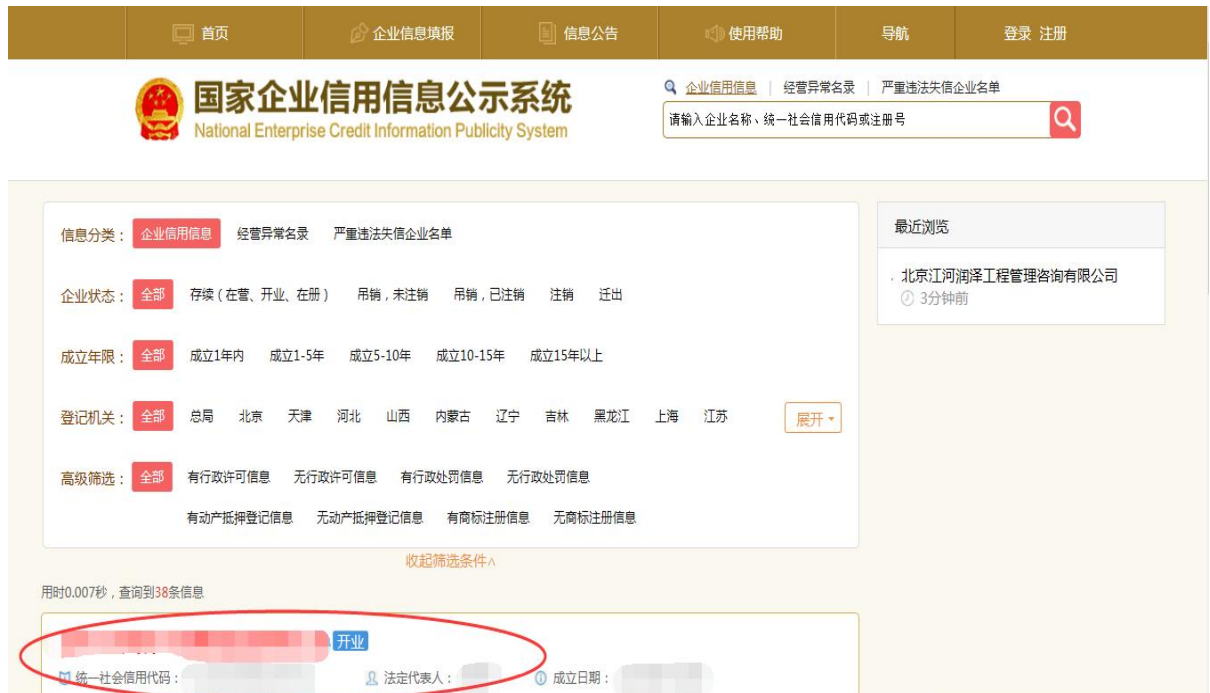 首页 企业信息填报 信息公告 使用帮助 导航 登录 注册
国家企业信用信息公示系统
National Enterprise Credit Information Publicity System
企业信用信息 | 经营异常名录 | 严重违法失信企业名单
请输入企业名称、统一社会信用代码或注册号
信息分类: 企业信用信息 经营异常名录 严重违法失信企业名单
企业状态: 全部 存续(在营、开业、在册) 吊销,未注销 吊销,已注销 注销 迁出
成立年限: 全部 成立1年内 成立1-5年 成立5-10年 成立10-15年 成立15年以上
登记机关: 全部 总局 北京 天津 河北 山西 内蒙古 辽宁 吉林 黑龙江 上海 江苏 展开
高级筛选: 全部 有行政许可信息 无行政许可信息 有行政处罚信息 无行政处罚信息
有动产抵押登记信息 无动产抵押登记信息 有商标注册信息 无商标注册信息
收起筛选条件
最近浏览
北京江河润泽工程管理咨询有限公司
3分钟前
用时0.007秒,查询到38条信息
开业
统一社会信用代码: 法定代表人: 成立日期: